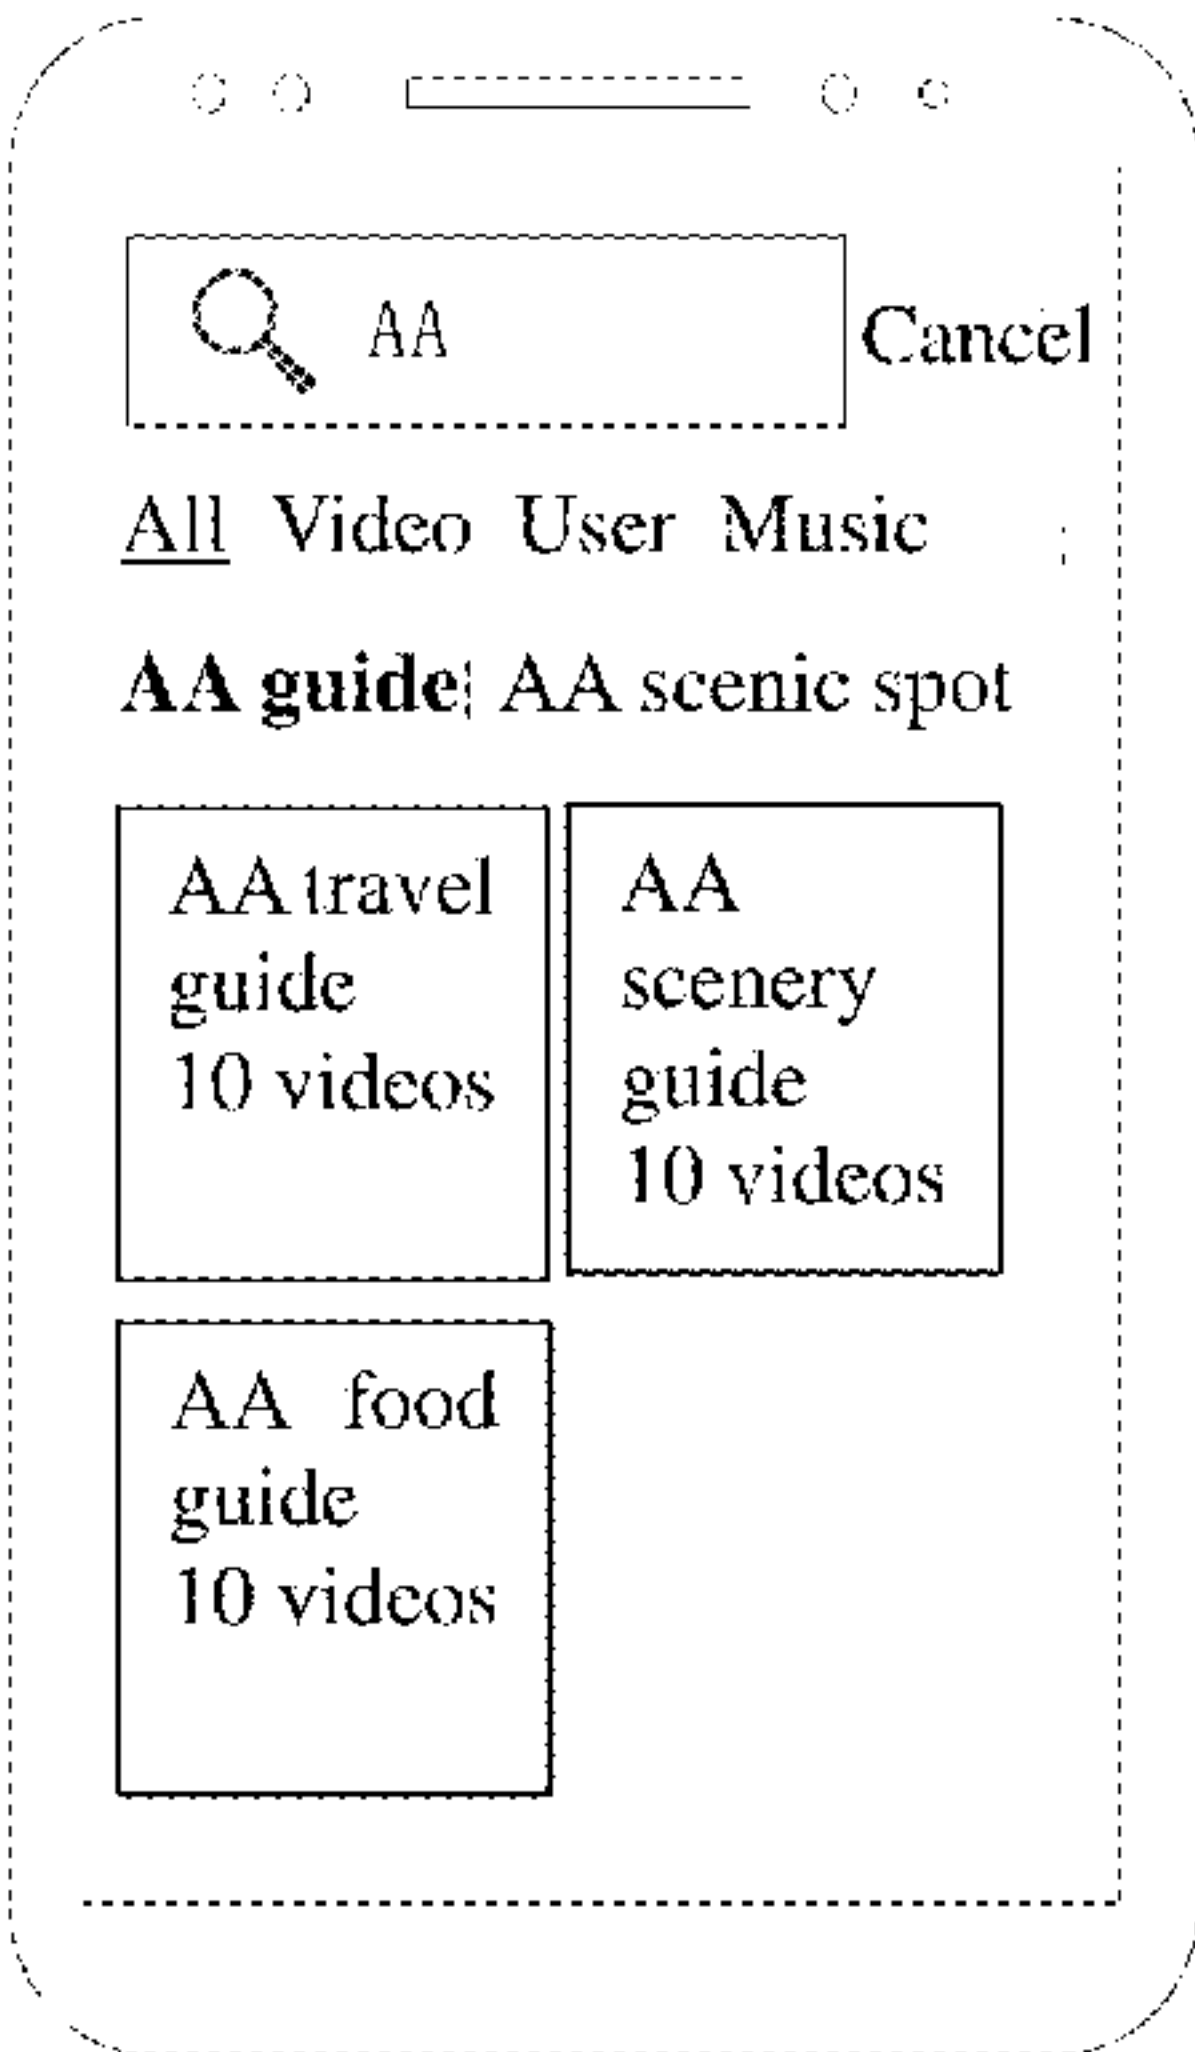 AA Cancel
All Video User Music
AA guide AA scenic spot
AA travel
guide
10 videos
AA
scenery
guide
10 videos
AA food
guide
10 videos